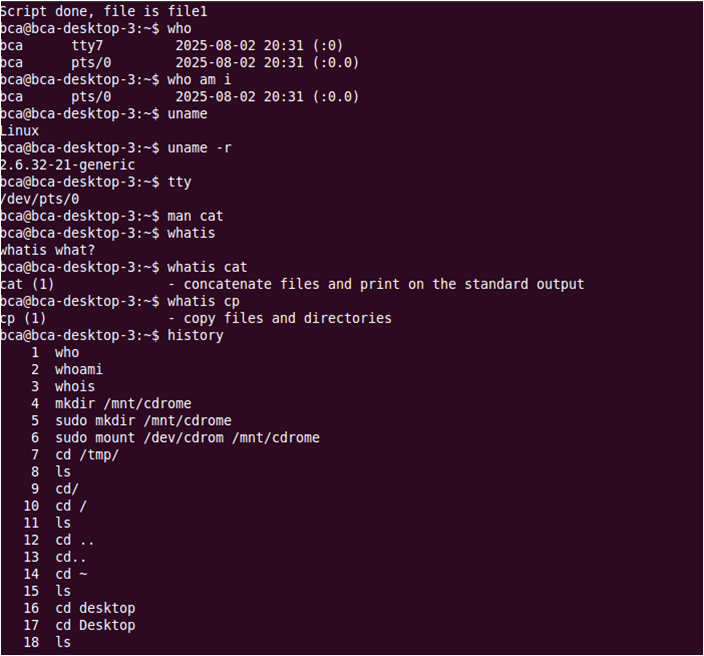 Script done, file is file1
bca@bca-desktop-3:~$ who
bca      tty7         2025-08-02 20:31 (:0)
bca      pts/0        2025-08-02 20:31 (:0.0)
bca@bca-desktop-3:~$ who am i
bca      pts/0        2025-08-02 20:31 (:0.0)
bca@bca-desktop-3:~$ uname
Linux
bca@bca-desktop-3:~$ uname -r
2.6.32-21-generic
bca@bca-desktop-3:~$ tty
/dev/pts/0
bca@bca-desktop-3:~$ man cat
bca@bca-desktop-3:~$ whatis
whatis what?
bca@bca-desktop-3:~$ whatis cat
cat (1)              - concatenate files and print on the standard output
bca@bca-desktop-3:~$ whatis cp
cp (1)               - copy files and directories
bca@bca-desktop-3:~$ history
    1  who
    2  whoami
    3  whois
    4  mkdir /mnt/cdrome
    5  sudo mkdir /mnt/cdrome
    6  sudo mount /dev/cdrom /mnt/cdrome
    7  cd /tmp/
    8  ls
    9  cd/
   10  cd /
   11  ls
   12  cd ..
   13  cd..
   14  cd ~
   15  ls
   16  cd desktop
   17  cd Desktop
   18  ls